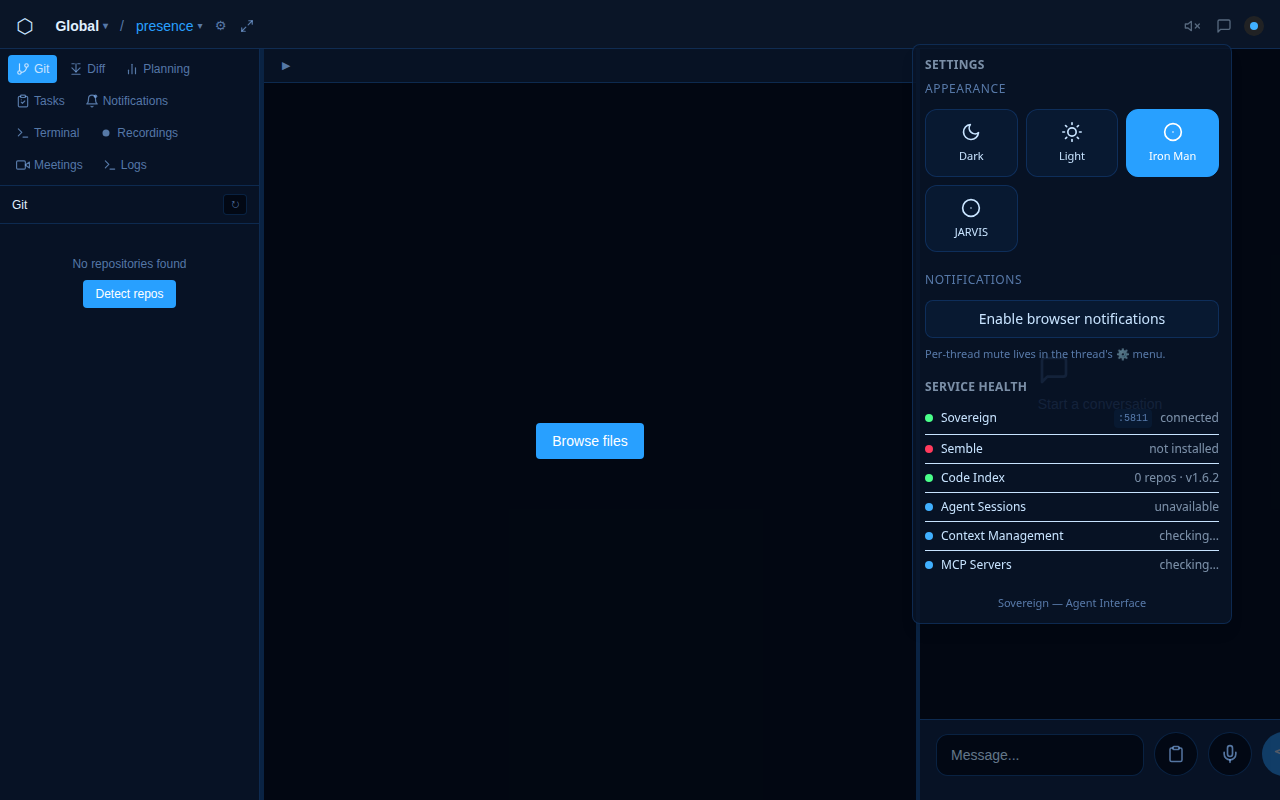 Global / presence
Git Diff Planning
Tasks Notifications
Terminal Recordings
Meetings Logs
Git
No repositories found
Detect repos
Browse files
SETTINGS
APPEARANCE
Dark Light Iron Man
JARVIS
NOTIFICATIONS
Enable browser notifications
Per-thread mute lives in the thread's ⚙️ menu.
SERVICE HEALTH
Start a conversation
Sovereign :5811 connected
Semble not installed
Code Index 0 repos · v1.6.2
Agent Sessions unavailable
Context Management checking...
MCP Servers checking...
Sovereign — Agent Interface
Message...